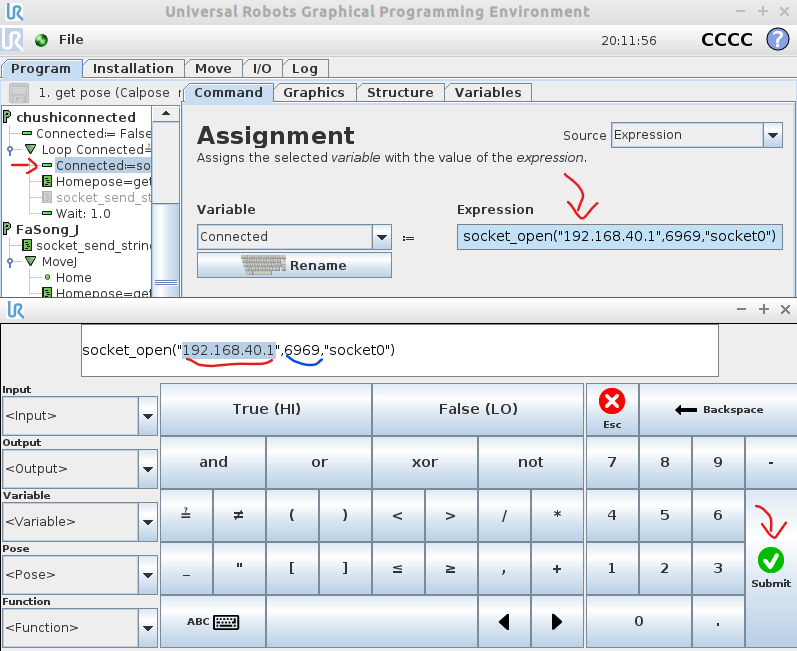 UR Universal Robots Graphical Programming Environment
UR File 20:11:56 CCCC ?
Program Installation Move I/O Log
1. get pose (Calpose Command Graphics Structure Variables
P chushiconnected
Connected≔ False
Loop Connected≟
Connected≔so
Homepose=get
socket_send_st
Wait: 1.0
P FaSong_J
socket_send_string
MoveJ
Home
Homepose=get
Assignment
Source Expression
Assigns the selected variable with the value of the expression.
Variable Expression
Connected ≔ socket_open("192.168.40.1",6969,"socket0")
Rename
UR
socket_open("192.168.40.1",6969,"socket0")
Input
<Input>
Output
<Output>
Variable
<Variable>
Pose
<Pose>
Function
<Function>
True (HI) False (LO) Esc Backspace
and or xor not 7 8 9 -
≟ ≠ ( ) < > / * 4 5 6
_ " [ ] ≤ ≥ , + 1 2 3 Submit
ABC 0 .